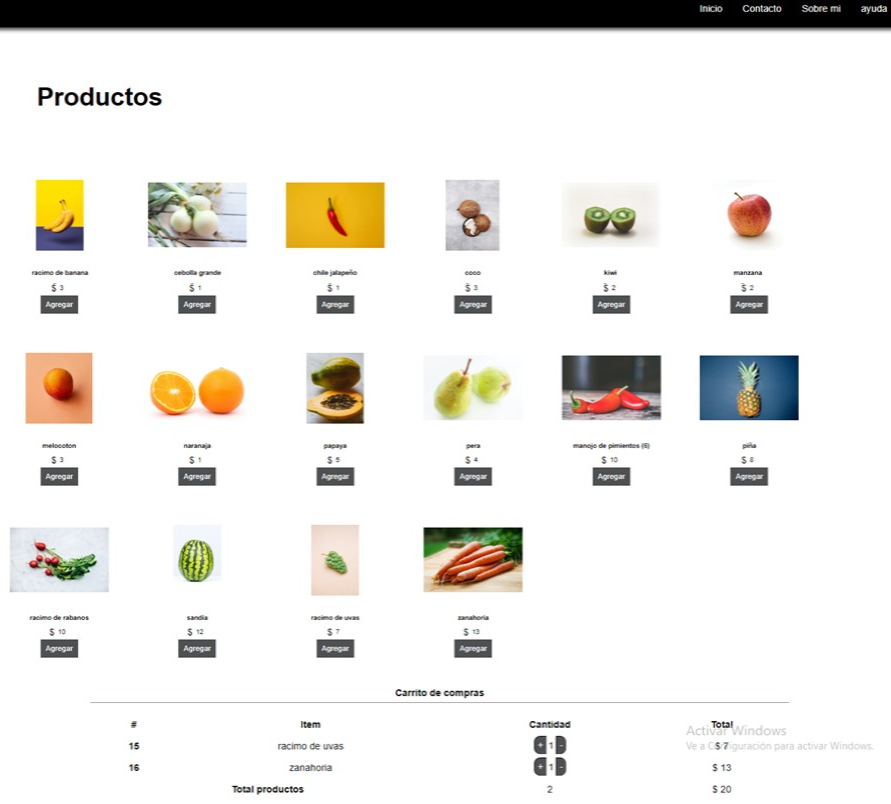 Inicio Contacto Sobre mi ayuda
Productos
racimo de banana cebolla grande chile jalapeño coco kiwi manzana
$ 3 $ 1 $ 1 $ 3 $ 2 $ 2
Agregar Agregar Agregar Agregar Agregar Agregar
melocoton naranaja papaya pera manojo de pimientos (6) piña
$ 3 $ 1 $ 5 $ 4 $ 10 $ 8
Agregar Agregar Agregar Agregar Agregar Agregar
racimo de rabanos sandia racimo de uvas zanahoria
$ 10 $ 12 $ 7 $ 13
Agregar Agregar Agregar Agregar
Carrito de compras
# Item Cantidad Total
Activar Windows
15 racimo de uvas + 1 - $ 7
Ve a Configuración para activar Windows.
16 zanahoria + 1 - $ 13
Total productos 2 $ 20